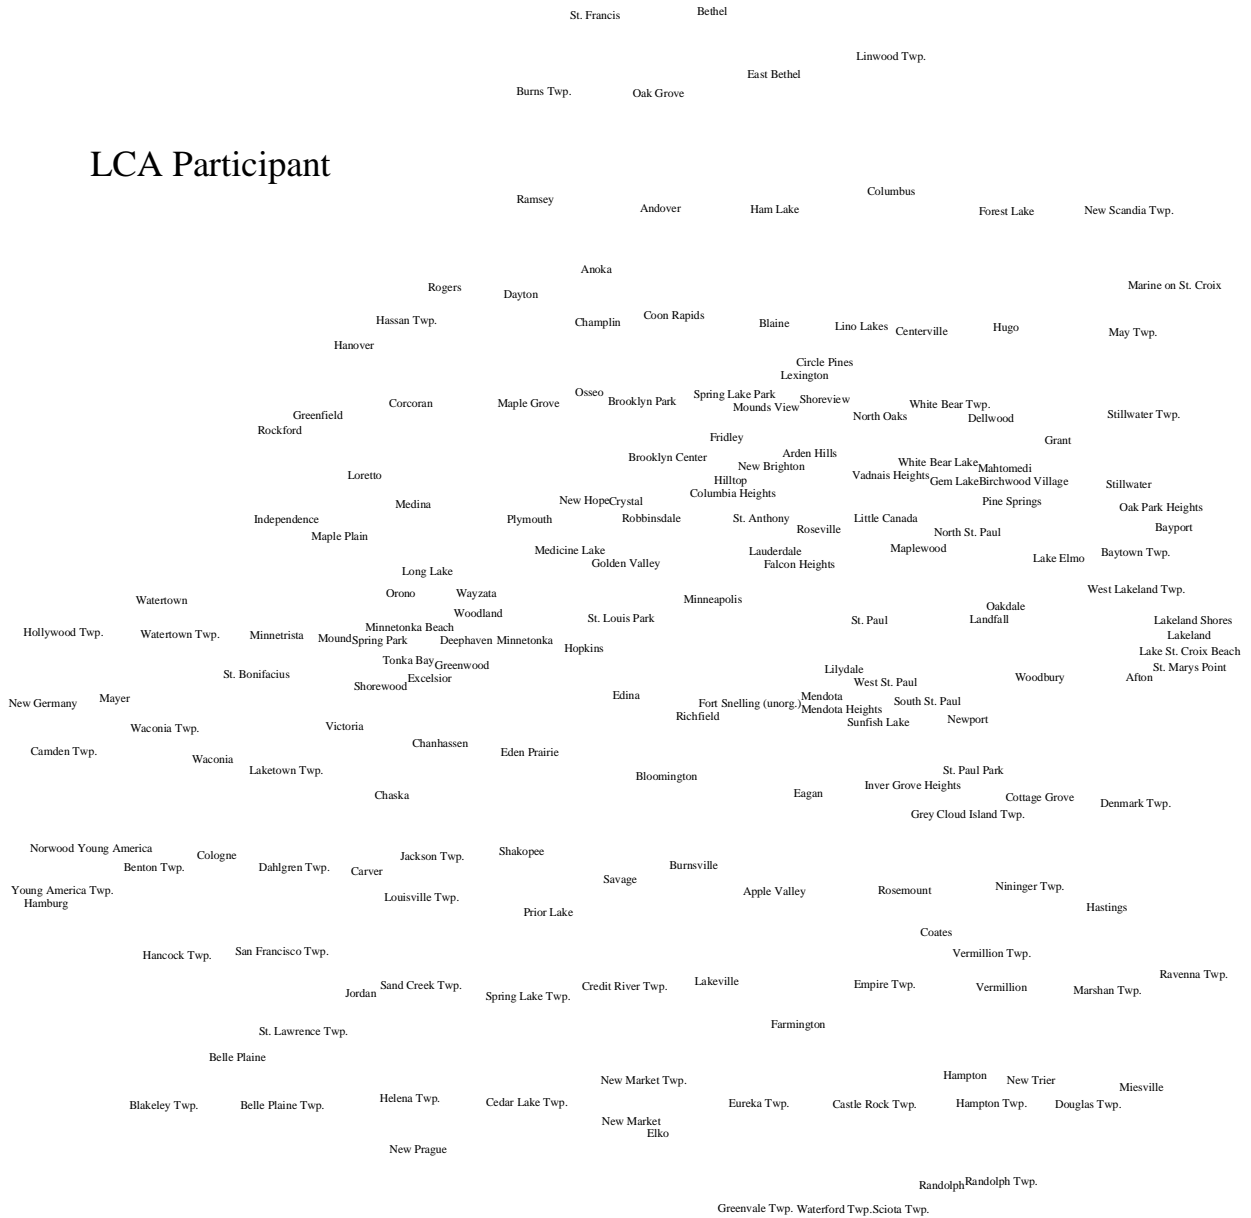 St. Francis
Bethel
Linwood Twp.
East Bethel
Burns Twp.
Oak Grove
LCA Participant
Ramsey
Andover
Ham Lake
Columbus
Forest Lake
New Scandia Twp.
Anoka
Rogers
Dayton
Marine on St. Croix
Hassan Twp.
Champlin
Coon Rapids
Blaine
Lino Lakes
Centerville
Hugo
May Twp.
Hanover
Circle Pines
Lexington
Corcoran
Maple Grove
Osseo
Brooklyn Park
Spring Lake Park
Mounds View
Shoreview
North Oaks
White Bear Twp.
Dellwood
Stillwater Twp.
Greenfield
Rockford
Fridley
Grant
Brooklyn Center
New Brighton
Arden Hills
White Bear Lake
Mahtomedi
Loretto
Hilltop
Vadnais Heights
Gem Lake
Birchwood Village
Stillwater
Columbia Heights
Medina
New Hope
Crystal
Pine Springs
Oak Park Heights
Independence
Plymouth
Robbinsdale
St. Anthony
Roseville
Little Canada
North St. Paul
Bayport
Maple Plain
Medicine Lake
Golden Valley
Lauderdale
Falcon Heights
Maplewood
Lake Elmo
Baytown Twp.
Long Lake
Orono
Wayzata
West Lakeland Twp.
Watertown
Woodland
Minneapolis
Oakdale
St. Louis Park
St. Paul
Landfall
Lakeland Shores
Hollywood Twp.
Watertown Twp.
Minnetrista
Mound
Minnetonka Beach
Spring Park
Deephaven
Minnetonka
Hopkins
Lakeland
Lake St. Croix Beach
Tonka Bay
Greenwood
St. Marys Point
St. Bonifacius
Excelsior
Shorewood
Lilydale
West St. Paul
Woodbury
Afton
New Germany
Mayer
Edina
Fort Snelling (unorg.)
Mendota
Mendota Heights
South St. Paul
Richfield
Sunfish Lake
Newport
Waconia Twp.
Victoria
Camden Twp.
Waconia
Chanhassen
Eden Prairie
Laketown Twp.
Bloomington
St. Paul Park
Inver Grove Heights
Chaska
Eagan
Cottage Grove
Denmark Twp.
Grey Cloud Island Twp.
Norwood Young America
Cologne
Benton Twp.
Dahlgren Twp.
Carver
Jackson Twp.
Shakopee
Burnsville
Young America Twp.
Hamburg
Louisville Twp.
Savage
Apple Valley
Rosemount
Nininger Twp.
Prior Lake
Hastings
Coates
Hancock Twp.
San Francisco Twp.
Vermillion Twp.
Jordan
Sand Creek Twp.
Spring Lake Twp.
Credit River Twp.
Lakeville
Empire Twp.
Vermillion
Marshan Twp.
Ravenna Twp.
St. Lawrence Twp.
Farmington
Belle Plaine
New Market Twp.
Hampton
New Trier
Miesville
Blakeley Twp.
Belle Plaine Twp.
Helena Twp.
Cedar Lake Twp.
Eureka Twp.
Castle Rock Twp.
Hampton Twp.
Douglas Twp.
New Market
Elko
New Prague
Randolph
Randolph Twp.
Greenvale Twp.
Waterford Twp.
Sciota Twp.